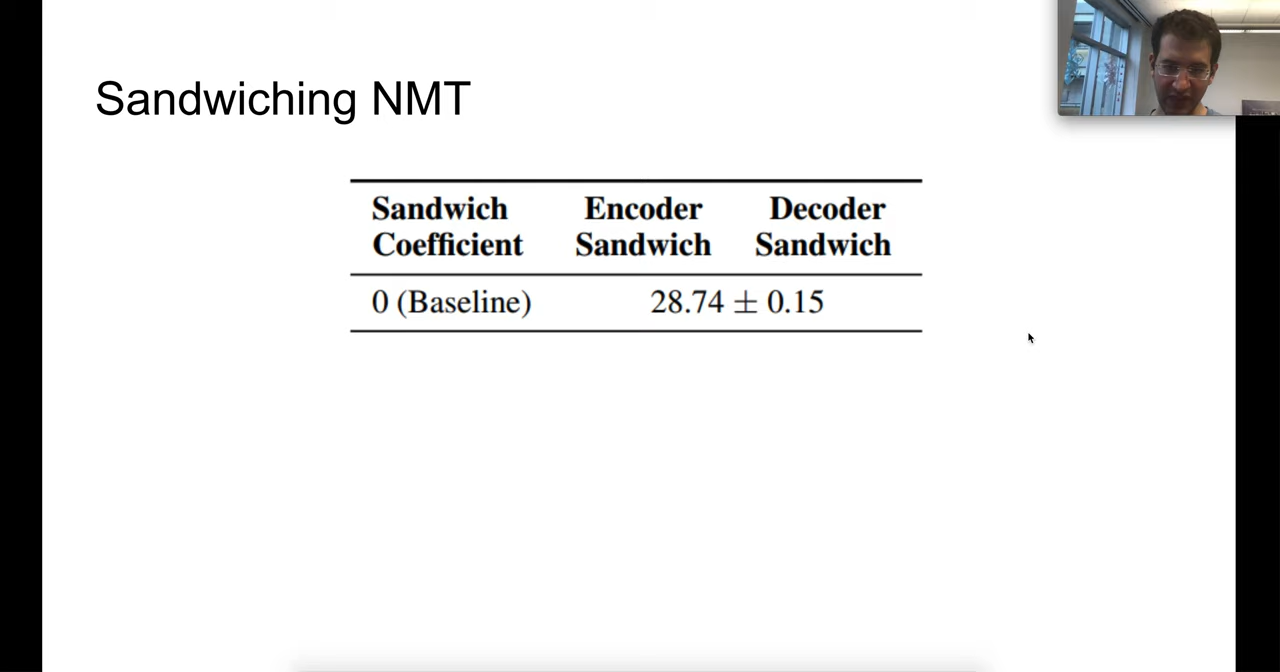 Sandwiching NMT
Sandwich Encoder Decoder
Coefficient Sandwich Sandwich
0 (Baseline) 28.74 ± 0.15